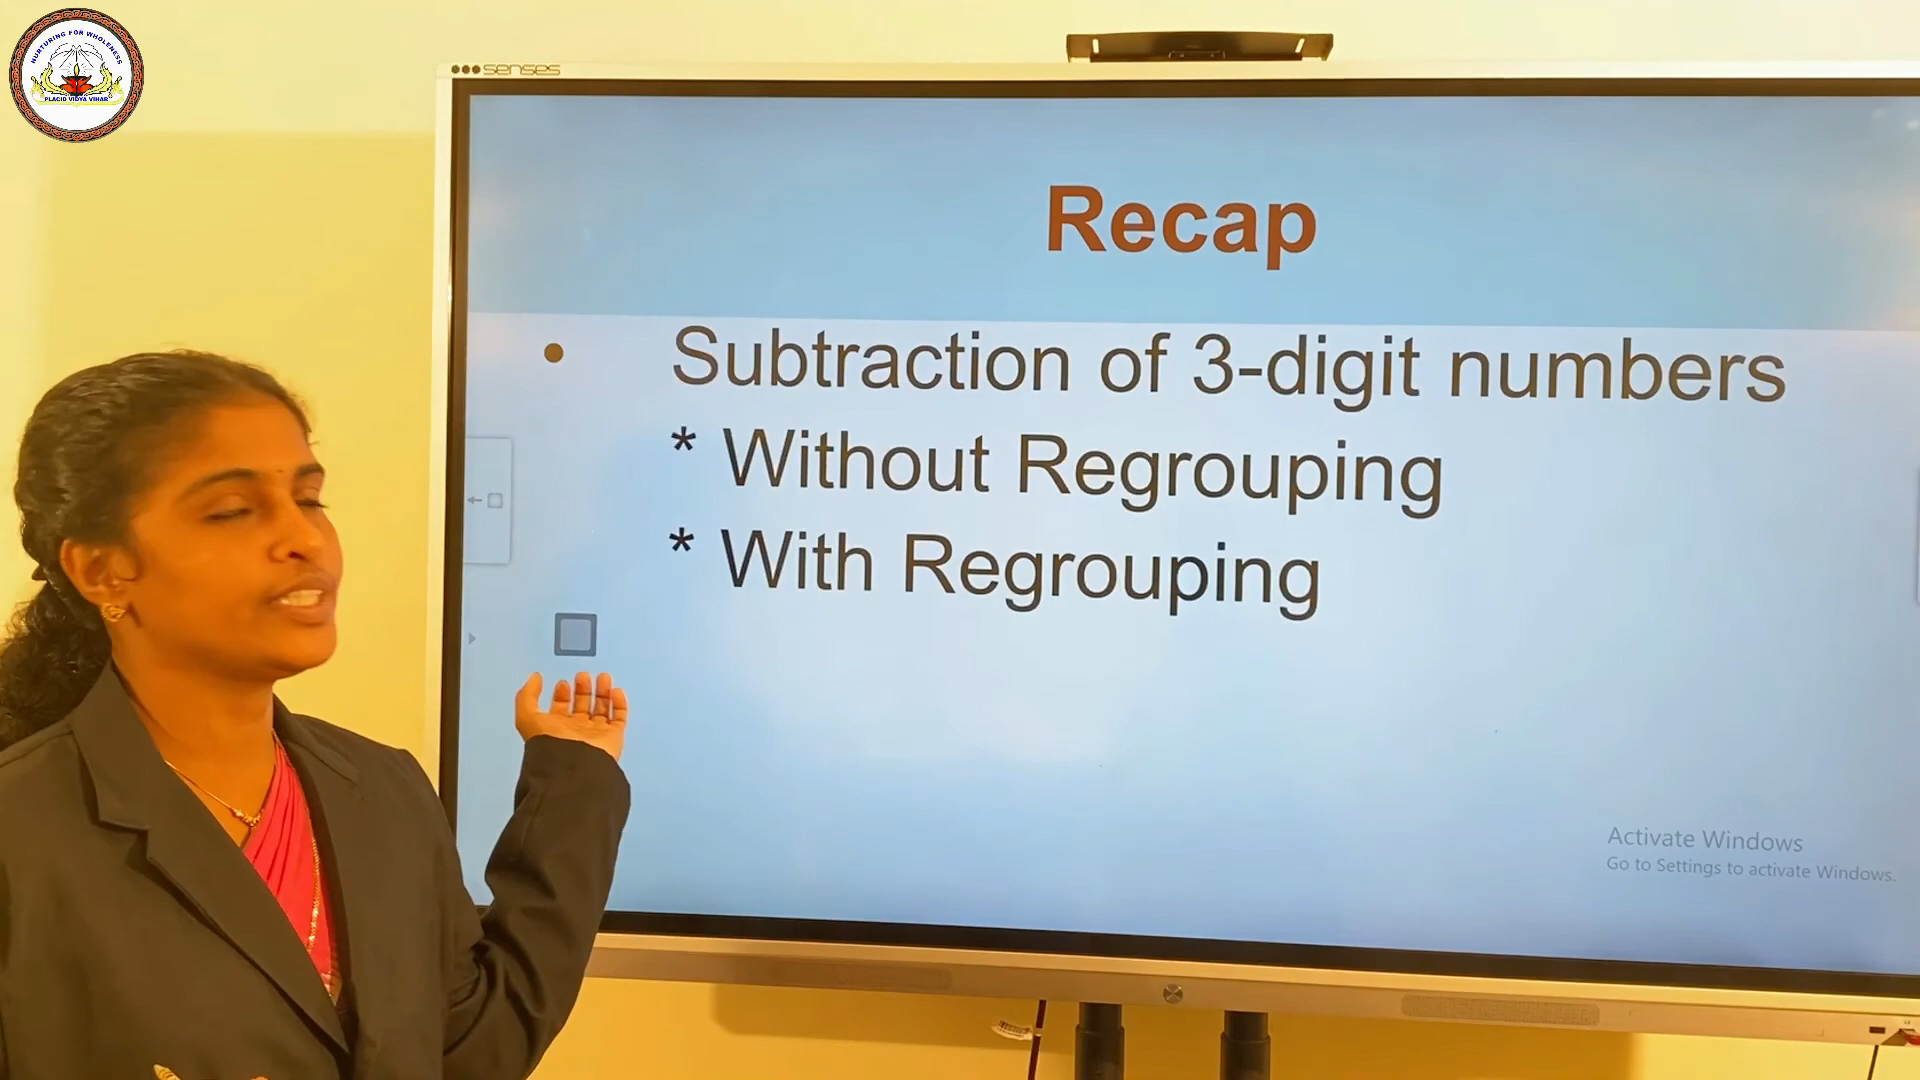 NURTURING FOR WHOLENESS
PLACID VIDYA VIHAR
senses
Recap
• Subtraction of 3-digit numbers
* Without Regrouping
* With Regrouping
Activate Windows
Go to Settings to activate Windows.